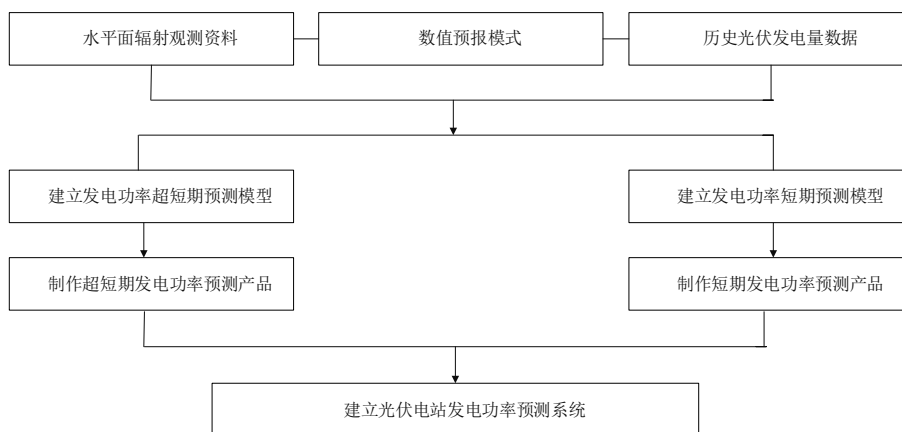 水平面辐射观测资料
数值预报模式
历史光伏发电量数据
建立发电功率超短期预测模型
建立发电功率短期预测模型
制作超短期发电功率预测产品
制作短期发电功率预测产品
建立光伏电站发电功率预测系统